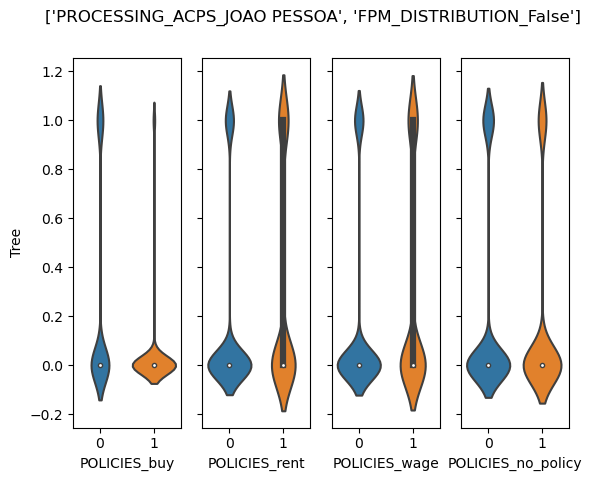 ['PROCESSING_ACPS_JOAO PESSOA', 'FPM_DISTRIBUTION_False']
1.2
1.0
0.8
0.6
0.4
0.2
0.0
−0.2
Tree
0 1 0 1 0 1 0 1
POLICIES_buy POLICIES_rent POLICIES_wage POLICIES_no_policy